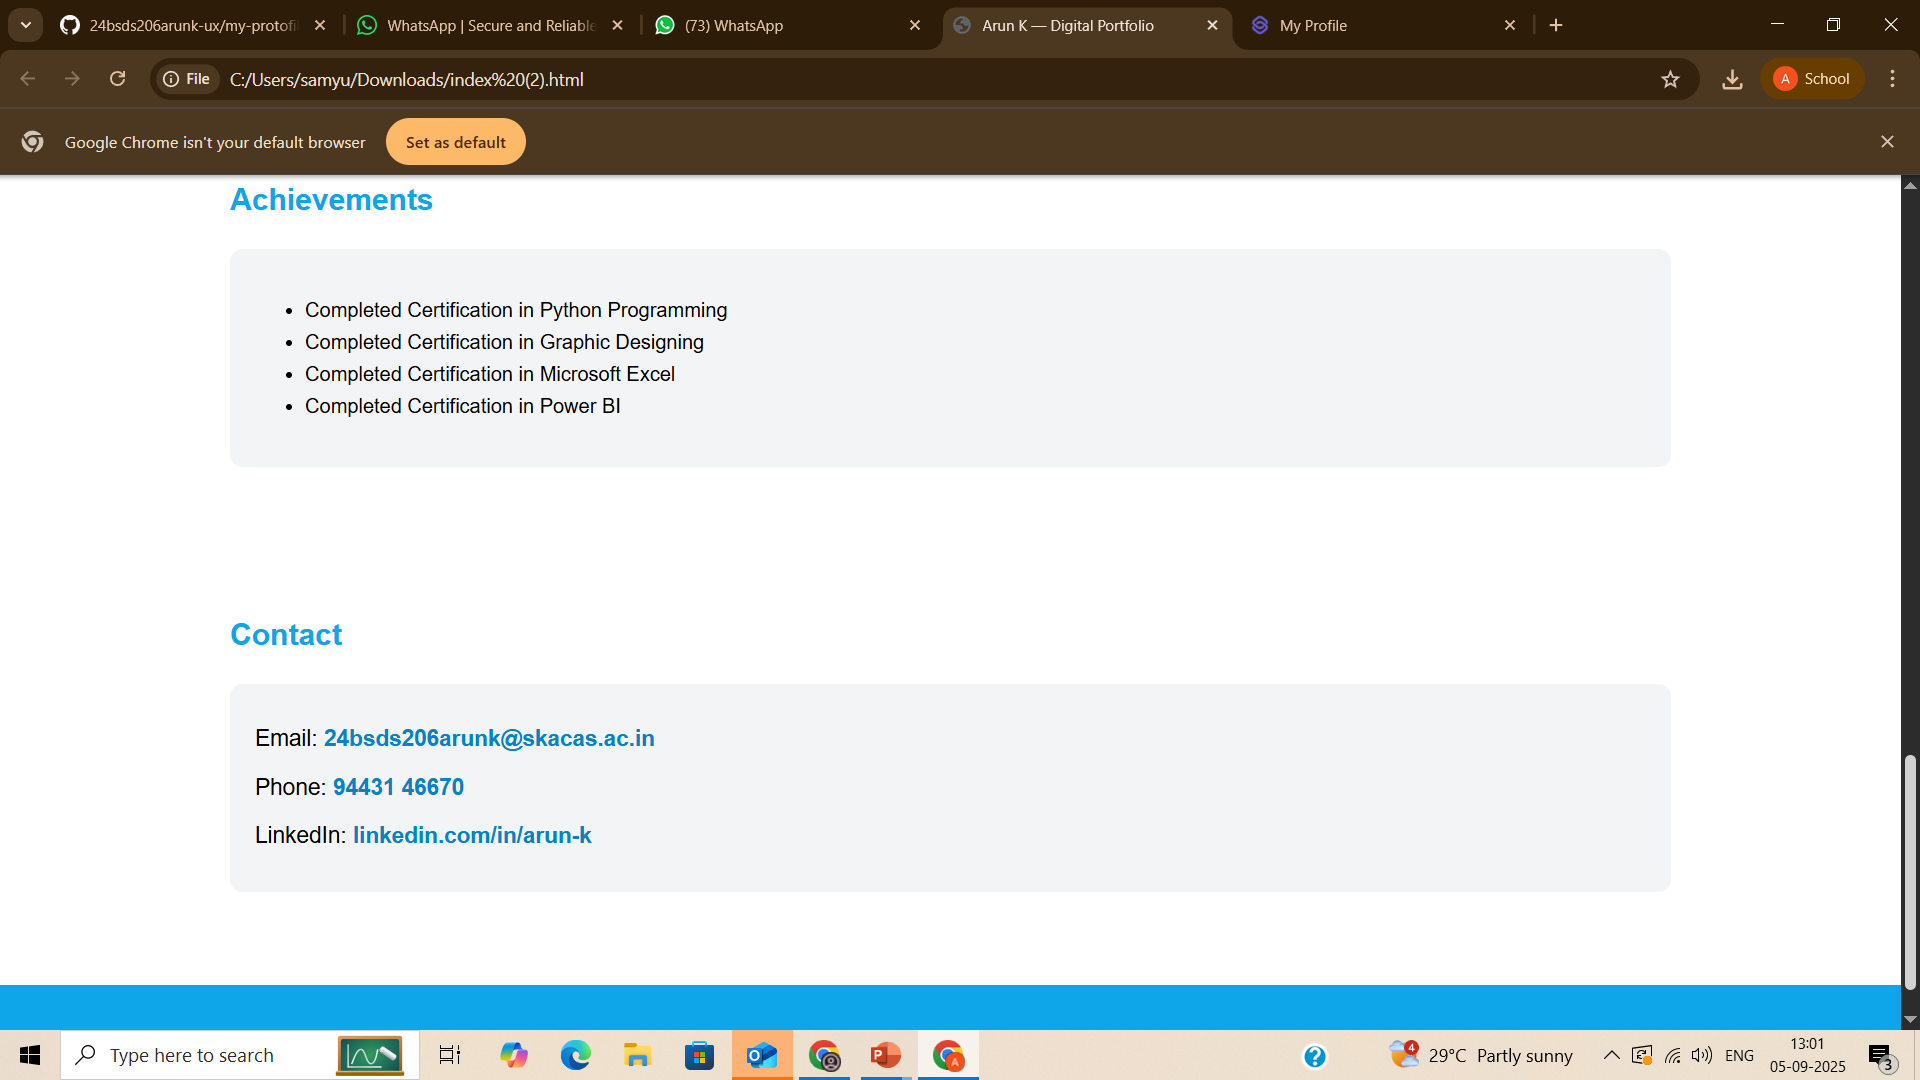 24bsds206arunk-ux/my-protofi
WhatsApp | Secure and Reliable
(73) WhatsApp
Arun K — Digital Portfolio
My Profile
File
C:/Users/samyu/Downloads/index%20(2).html
A
School
Google Chrome isn't your default browser
Set as default
Achievements
• Completed Certification in Python Programming
• Completed Certification in Graphic Designing
• Completed Certification in Microsoft Excel
• Completed Certification in Power BI
Contact
Email: 24bsds206arunk@skacas.ac.in
Phone: 94431 46670
LinkedIn: linkedin.com/in/arun-k
Type here to search
4
29°C Partly sunny
ENG
13:01
05-09-2025
3